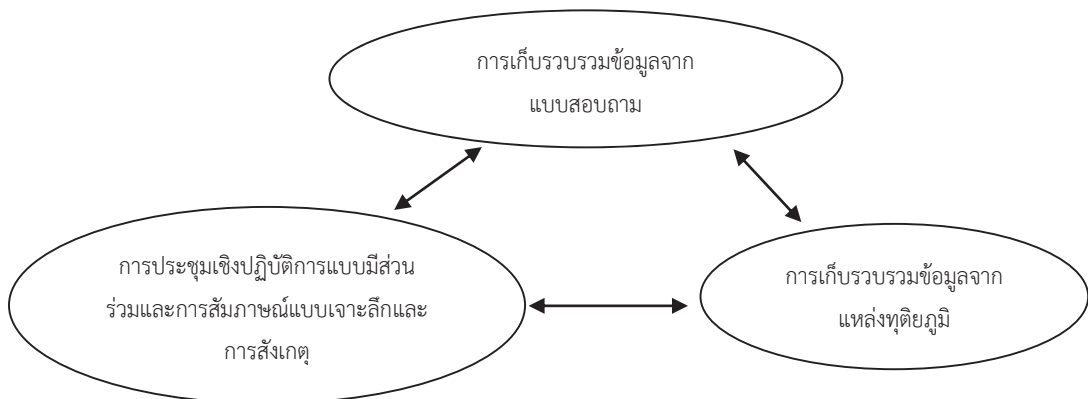 การเก็บรวบรวมข้อมูลจาก
แบบสอบถาม
การประชุมเชิงปฏิบัติการแบบมีส่วน
ร่วมและการสัมภาษณ์แบบเจาะลึกและ
การสังเกตุ
การเก็บรวบรวมข้อมูลจาก
แหล่งทุติยภูมิ